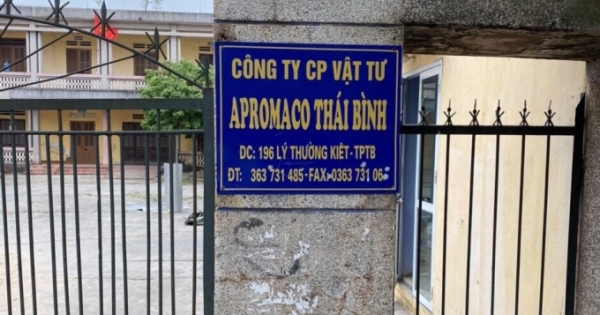 CÔNG TY CP VẬT TƯ
APROMACO THÁI BÌNH
DC: 196 LÝ THƯỜNG KIỆT-TPTB
ĐT: 363 731 485-FAX:0363 731 06